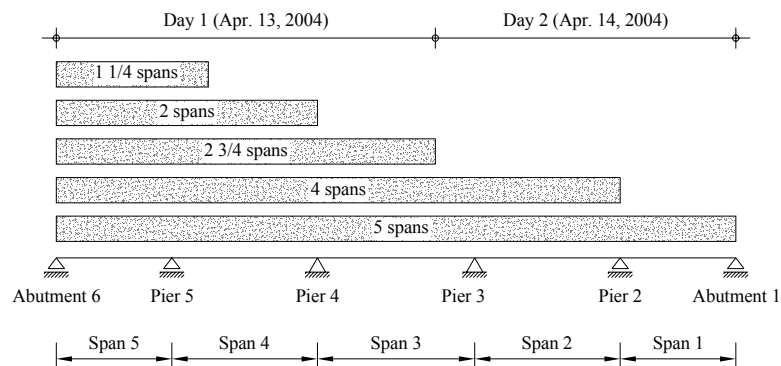 Day 1 (Apr. 13, 2004) Day 2 (Apr. 14, 2004)
1 1/4 spans
2 spans
2 3/4 spans
4 spans
5 spans
Abutment 6 Pier 5 Pier 4 Pier 3 Pier 2 Abutment 1
Span 5 Span 4 Span 3 Span 2 Span 1